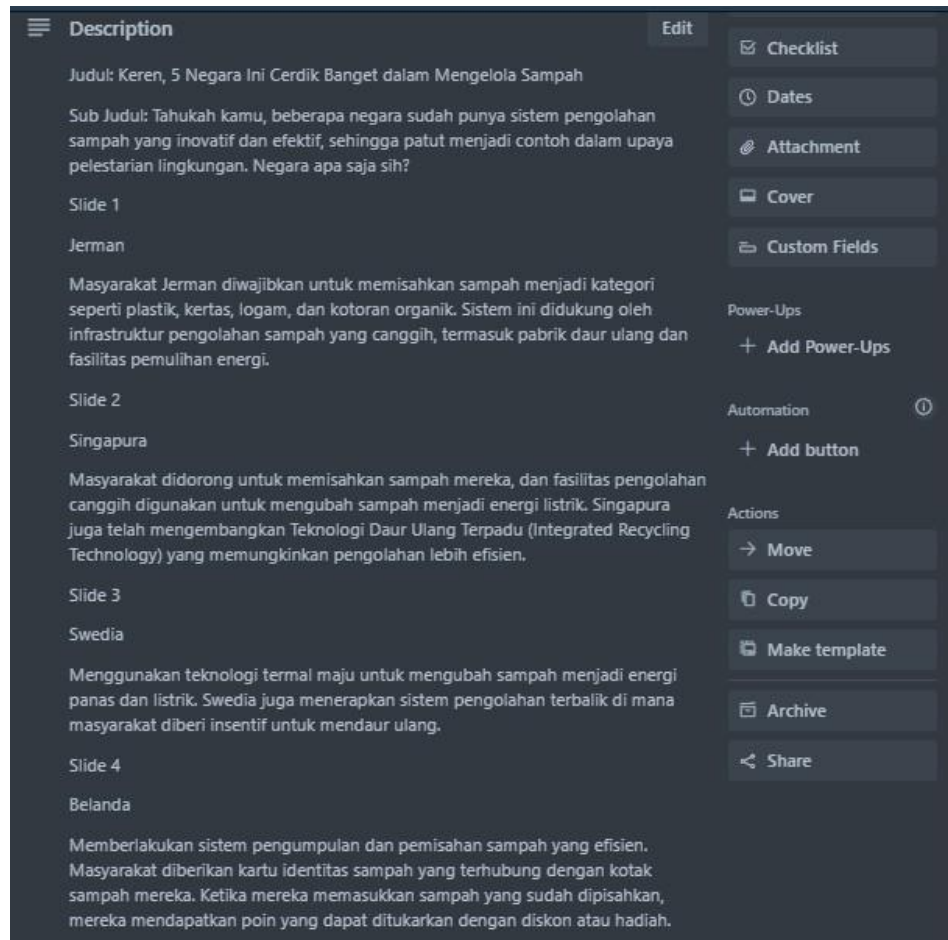 Description
Edit
Judul: Keren, 5 Negara Ini Cerdik Banget dalam Mengelola Sampah
Sub Judul: Tahukah kamu, beberapa negara sudah punya sistem pengolahan
sampah yang inovatif dan efektif, sehingga patut menjadi contoh dalam upaya
pelestarian lingkungan. Negara apa saja sih?
Slide 1
Jerman
Masyarakat Jerman diwajibkan untuk memisahkan sampah menjadi kategori
seperti plastik, kertas, logam, dan kotoran organik. Sistem ini didukung oleh
infrastruktur pengolahan sampah yang canggih, termasuk pabrik daur ulang dan
fasilitas pemulihan energi.
Slide 2
Singapura
Masyarakat didorong untuk memisahkan sampah mereka, dan fasilitas pengolahan
canggih digunakan untuk mengubah sampah menjadi energi listrik. Singapura
juga telah mengembangkan Teknologi Daur Ulang Terpadu (Integrated Recycling
Technology) yang memungkinkan pengolahan lebih efisien.
Slide 3
Swedia
Menggunakan teknologi termal maju untuk mengubah sampah menjadi energi
panas dan listrik. Swedia juga menerapkan sistem pengolahan terbalik di mana
masyarakat diberi insentif untuk mendaur ulang.
Slide 4
Belanda
Memberlakukan sistem pengumpulan dan pemisahan sampah yang efisien.
Masyarakat diberikan kartu identitas sampah yang terhubung dengan kotak
sampah mereka. Ketika mereka memasukkan sampah yang sudah dipisahkan,
mereka mendapatkan poin yang dapat ditukarkan dengan diskon atau hadiah.
Checklist
Dates
Attachment
Cover
Custom Fields
Power-Ups
+ Add Power-Ups
Automation
+ Add button
Actions
→ Move
Copy
Make template
Archive
Share